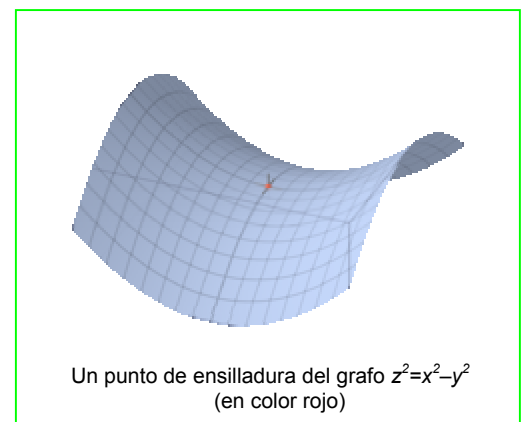 Un punto de ensilladura del grafo z²=x²–y²
(en color rojo)